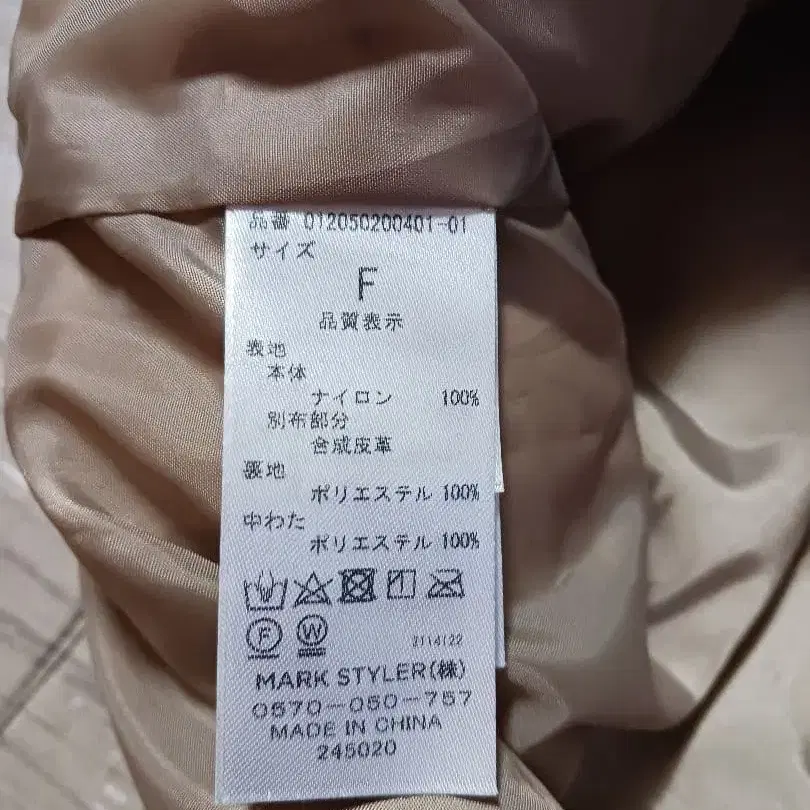 品番 012050200401-01
サイズ
F
品質表示
表地
本体
ナイロン 100%
別布部分
合成皮革
裏地
ポリエステル 100%
中わた
ポリエステル 100%
F W
2114122
MARK STYLER(株)
0570-050-757
MADE IN CHINA
245020